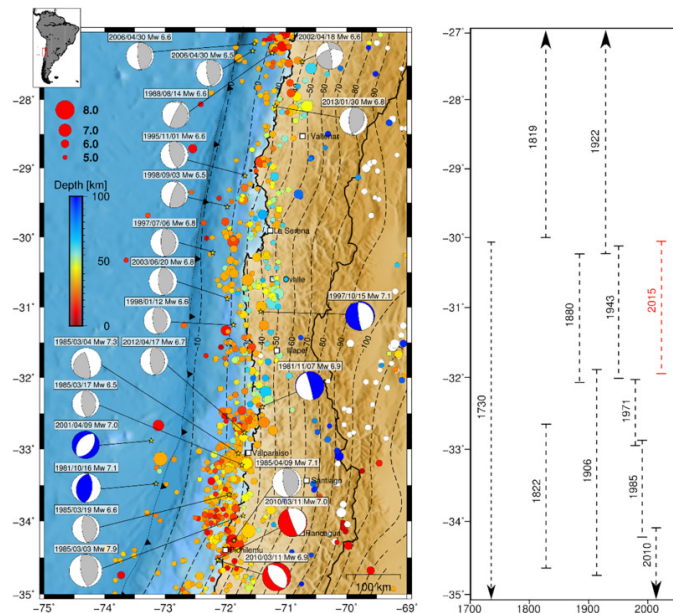 2006/04/30 Mw 6.6
2002/04/18 Mw 6.6
2006/04/30 Mw 6.5
1988/08/14 Mw 6.6
2013/01/30 Mw 6.8
1995/11/01 Mw 6.6
1998/09/03 Mw 6.5
1997/07/06 Mw 6.8
2003/06/20 Mw 6.8
1998/01/12 Mw 6.6
1997/10/15 Mw 7.1
1985/03/04 Mw 7.3
2012/04/17 Mw 6.7
1981/11/07 Mw 6.9
1985/03/17 Mw 6.5
2001/04/09 Mw 7.0
1985/04/09 Mw 7.1
1981/10/16 Mw 7.1
2010/03/11 Mw 7.0
1985/03/19 Mw 6.6
1985/03/03 Mw 7.9
2010/03/11 Mw 6.9
8.0
7.0
6.0
5.0
Depth [km]
100
50
0
Vallenar
La Serena
Ovalle
Illapel
Valparaiso
Santiago
Rancagua
Pichilemu
100 km
10
50
60
70
80
90
100
−28˚
−29˚
−30˚
−31˚
−32˚
−33˚
−34˚
−35˚
−74˚
−73˚
−72˚
−71˚
−70˚
−69˚
−27˚
−28˚
−29˚
−30˚
−31˚
−32˚
−33˚
−34˚
−35˚
1819
1922
1880
1943
2015
1730
1971
1822
1906
1985
2010
1700
1800
1900
2000